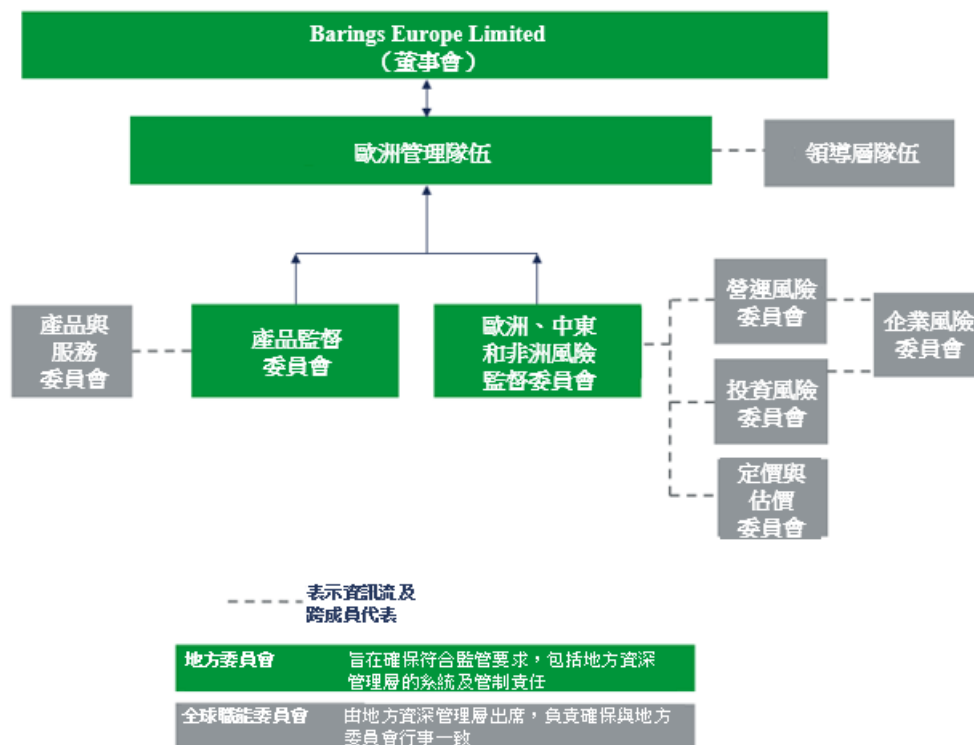 Barings Europe Limited
（董事會）
歐洲管理隊伍
領導層隊伍
產品與
服務
委員會
產品監督
委員會
歐洲、中東
和非洲風險
監督委員會
營運風險
委員會
企業風險
委員會
投資風險
委員會
定價與
估價
委員會
表示資訊流及
跨成員代表
地方委員會
旨在確保符合監管要求，包括地方資深
管理層的系統及管制責任
全球職能委員會
由地方資深管理層出席，負責確保與地方
委員會行事一致